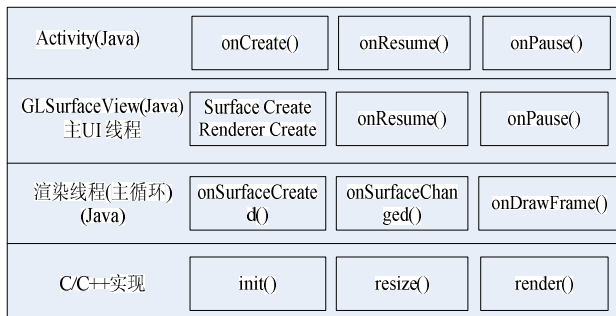 Activity(Java)
onCreate()
onResume()
onPause()
GLSurfaceView(Java)
主UI 线程
Surface Create
Renderer Create
onResume()
onPause()
渲染线程(主循环)
(Java)
onSurfaceCreate
d()
onSurfaceChan
ged()
onDrawFrame()
C/C++实现
init()
resize()
render()